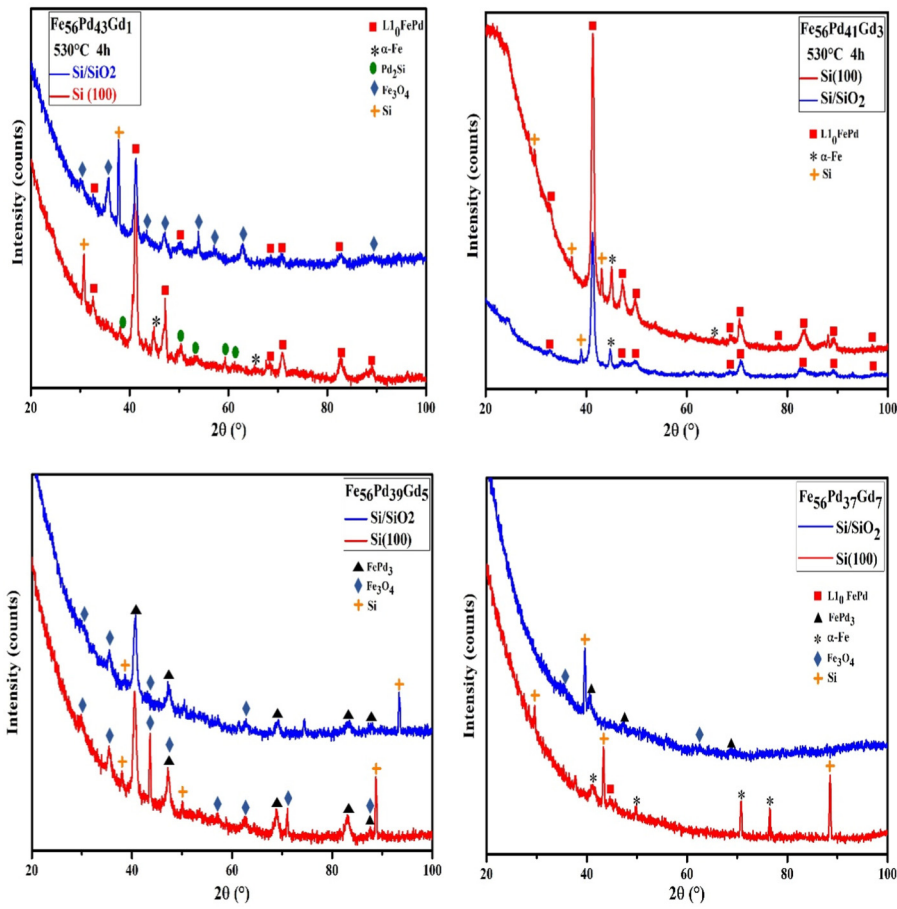 Fe56Pd43Gd1
530°C 4h
Si/SiO2
Si (100)
L10FePd
α-Fe
Pd2Si
Fe3O4
Si
Intensity (counts)
20 40 60 80 100
2θ (°)
Fe56Pd41Gd3
530°C 4h
Si(100)
Si/SiO2
L10FePd
α-Fe
Si
Intensity (counts)
20 40 60 80 100
2θ (°)
Fe56Pd39Gd5
Si/SiO2
Si(100)
FePd3
Fe3O4
Si
Intensity (counts)
20 40 60 80 100
2θ (°)
Fe56Pd37Gd7
Si/SiO2
Si(100)
L10 FePd
FePd3
α-Fe
Fe3O4
Si
Intensity (counts)
20 40 60 80 100
2θ (°)